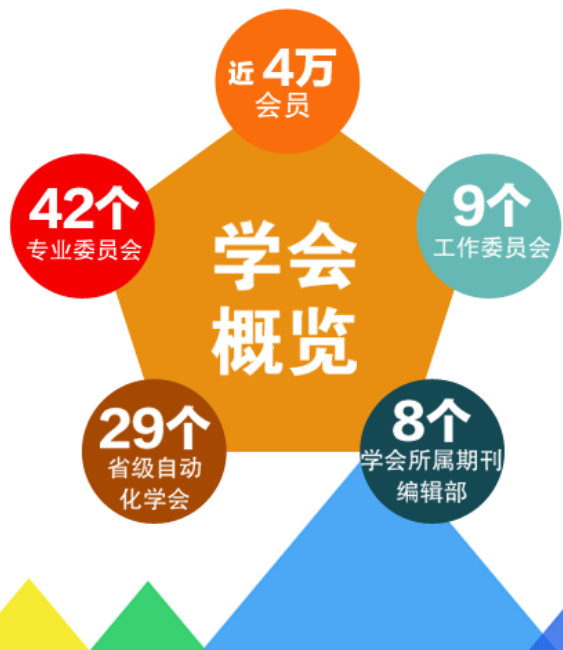 近 4万
会员
42个
专业委员会
9个
工作委员会
学会
概览
29个
省级自动
化学会
8个
学会所属期刊
编辑部